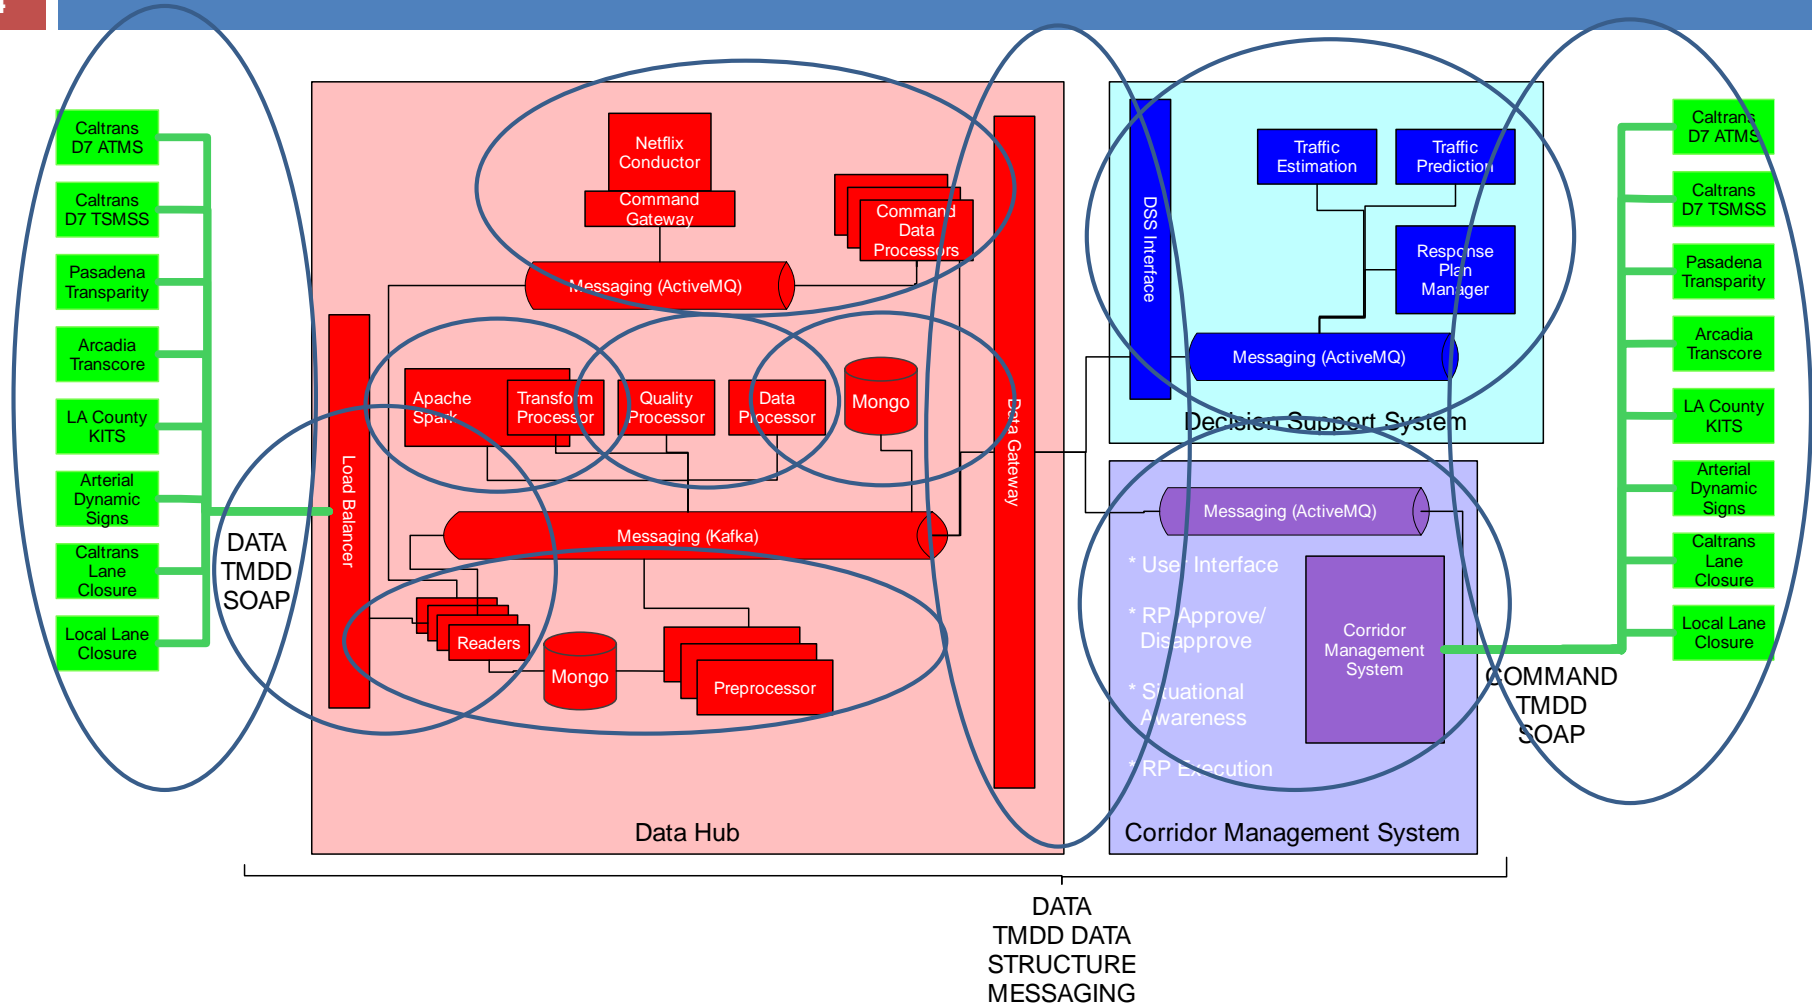 4
Caltrans
D7 ATMS
Caltrans
D7 TSMSS
Pasadena
Transparity
Arcadia
Transcore
LA County
KITS
Arterial
Dynamic
Signs
Caltrans
Lane
Closure
Local Lane
Closure
DATA
TMDD
SOAP
Load Balancer
Netflix
Conductor
Command
Gateway
Command
Data
Processors
Messaging (ActiveMQ)
Apache
Spark
Transform
Processor
Quality
Processor
Data
Processor
Mongo
Messaging (Kafka)
Readers
Mongo
Preprocessor
Data Gateway
Data Hub
DSS Interface
Traffic
Estimation
Traffic
Prediction
Response
Plan
Manager
Messaging (ActiveMQ)
Decision Support System
Messaging (ActiveMQ)
* User Interface
* RP Approve/
Disapprove
* Situational
Awareness
* RP Execution
Corridor
Management
System
Corridor Management System
COMMAND
TMDD
SOAP
Caltrans
D7 ATMS
Caltrans
D7 TSMSS
Pasadena
Transparity
Arcadia
Transcore
LA County
KITS
Arterial
Dynamic
Signs
Caltrans
Lane
Closure
Local Lane
Closure
DATA
TMDD DATA
STRUCTURE
MESSAGING